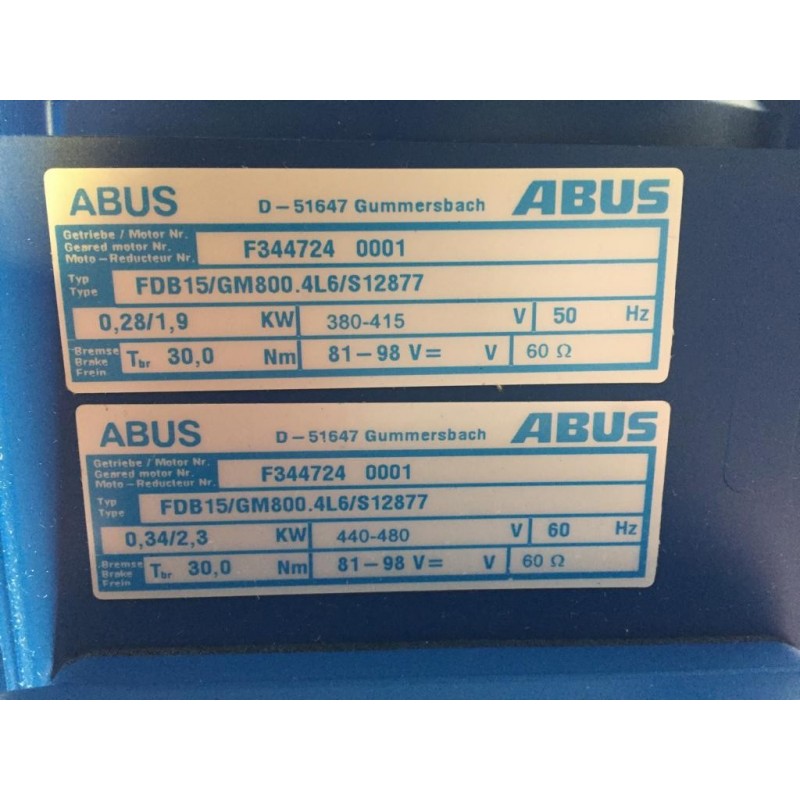 ABUS D-51647 Gummersbach ABUS
Getriebe / Motor Nr.
Geared motor Nr. F344724 0001
Moto-Reducteur Nr.
Typ
Type FDB15/GM800.4L6/S12877
0,28/1,9 KW 380-415 V 50 Hz
Bremse
Brake Tbr 30,0 Nm 81-98 V= V 60 Ω
Frein
ABUS D-51647 Gummersbach ABUS
Getriebe / Motor Nr.
Geared motor Nr. F344724 0001
Moto-Reducteur Nr.
Typ
Type FDB15/GM800.4L6/S12877
0,34/2,3 KW 440-480 V 60 Hz
Bremse
Brake Tbr 30,0 Nm 81-98 V= V 60 Ω
Frein